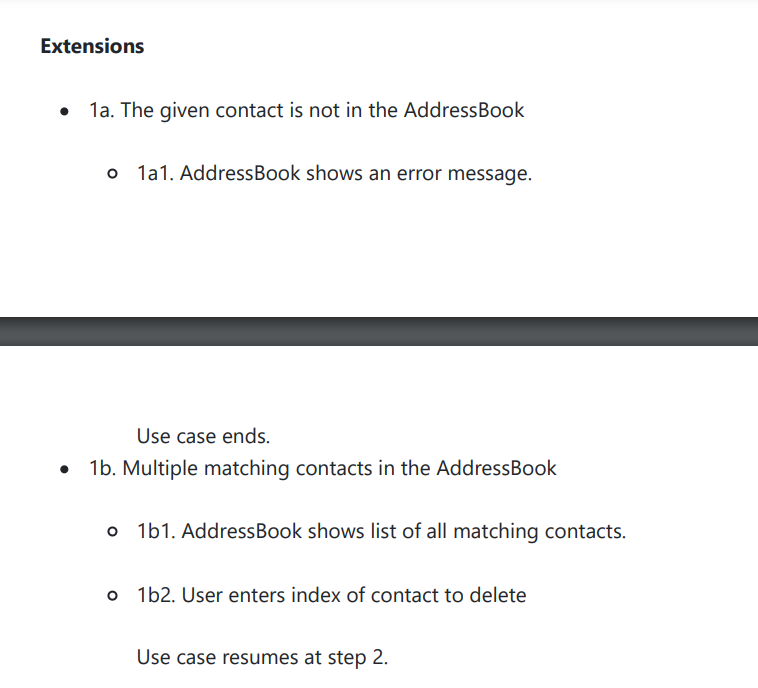 Extensions
• 1a. The given contact is not in the AddressBook
○ 1a1. AddressBook shows an error message.
Use case ends.
• 1b. Multiple matching contacts in the AddressBook
○ 1b1. AddressBook shows list of all matching contacts.
○ 1b2. User enters index of contact to delete
Use case resumes at step 2.